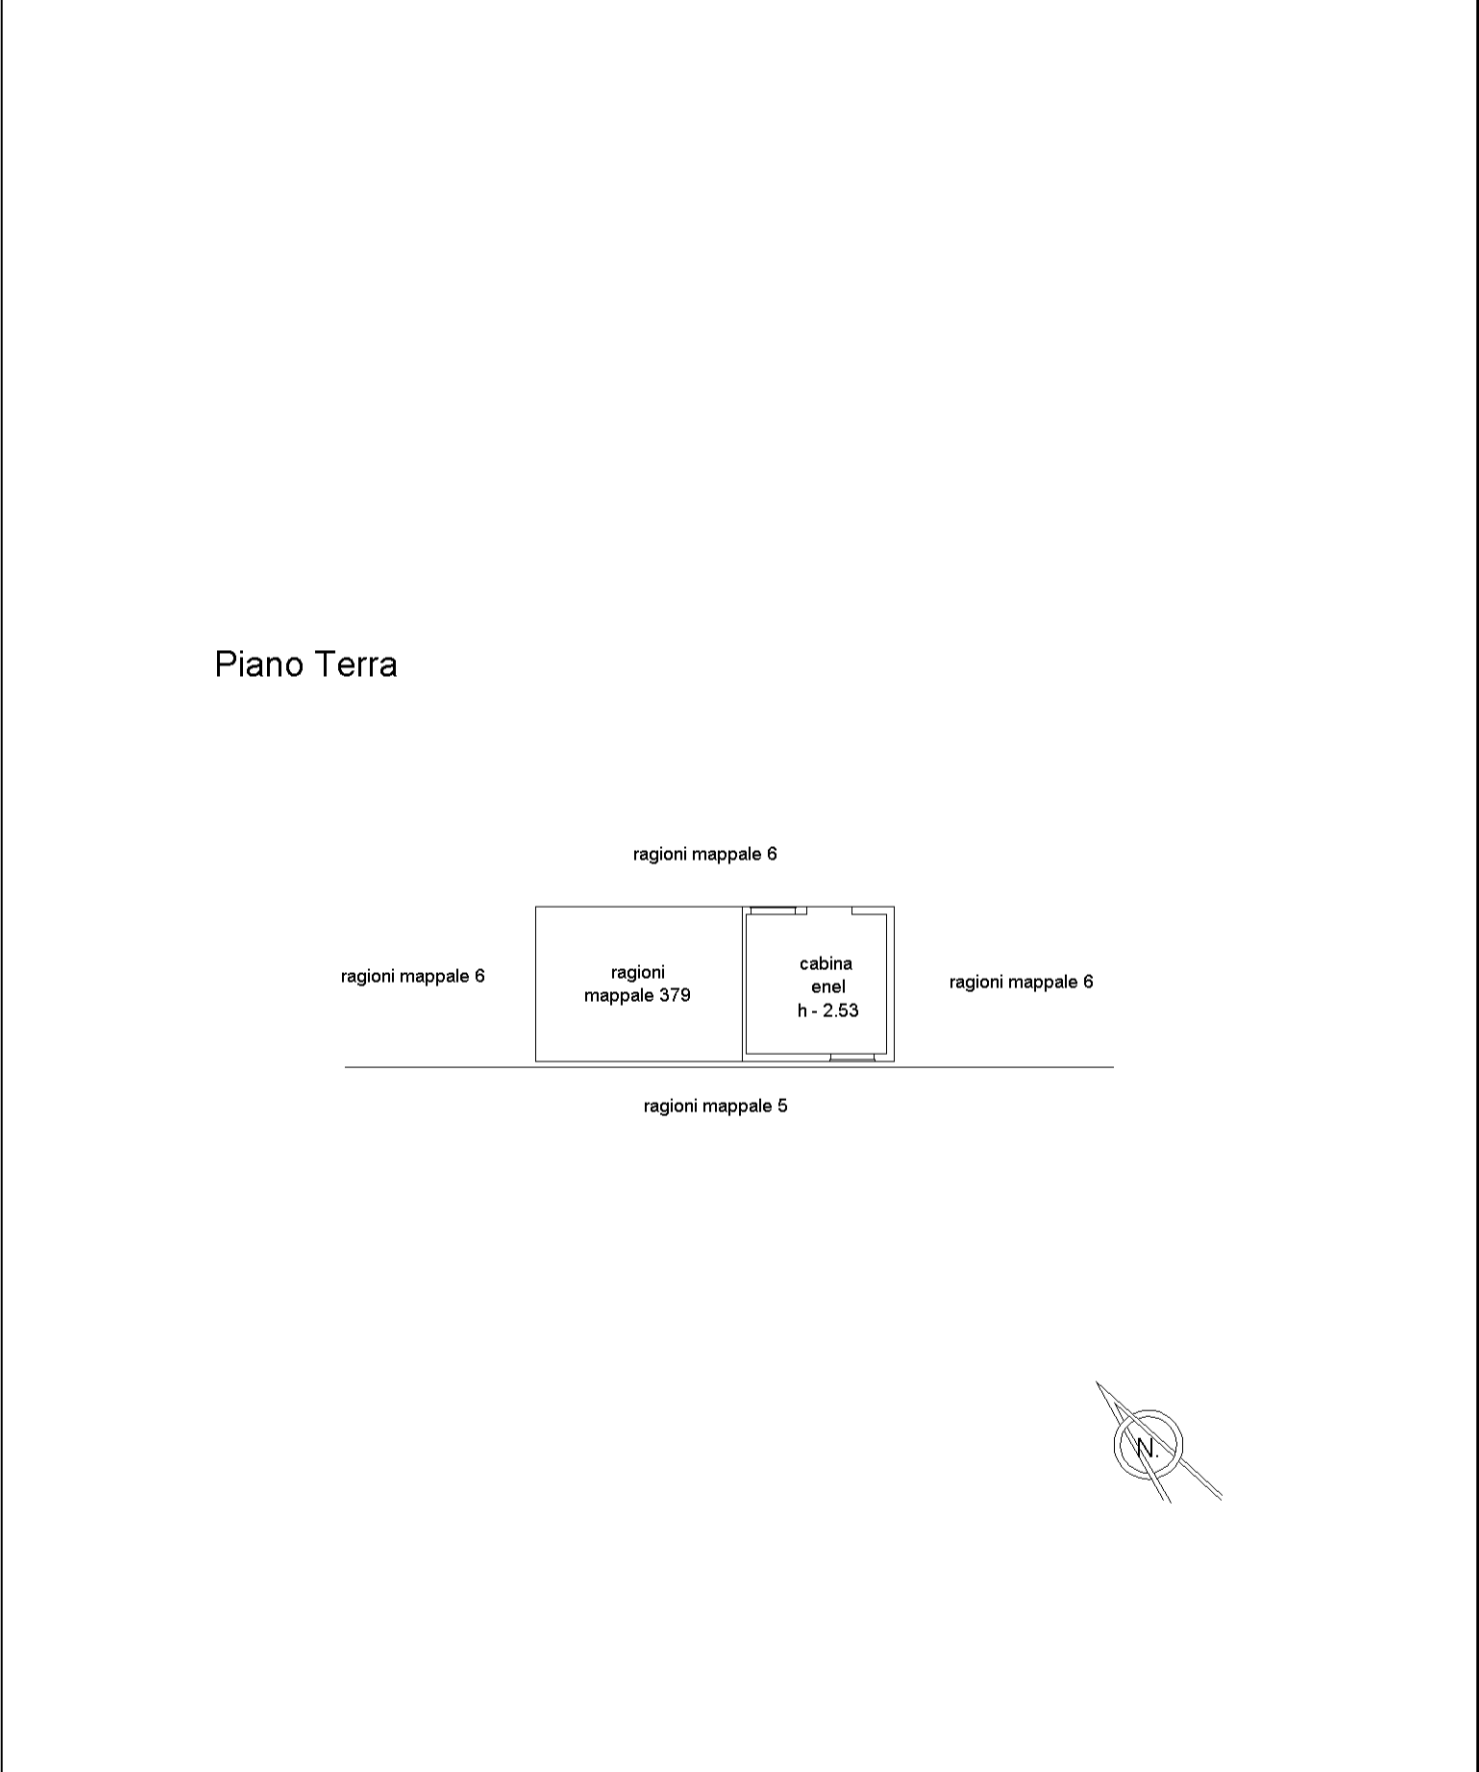 Piano Terra
ragioni mappale 6
ragioni mappale 6
ragioni
mappale 379
cabina
enel
h - 2.53
ragioni mappale 6
ragioni mappale 5
N.